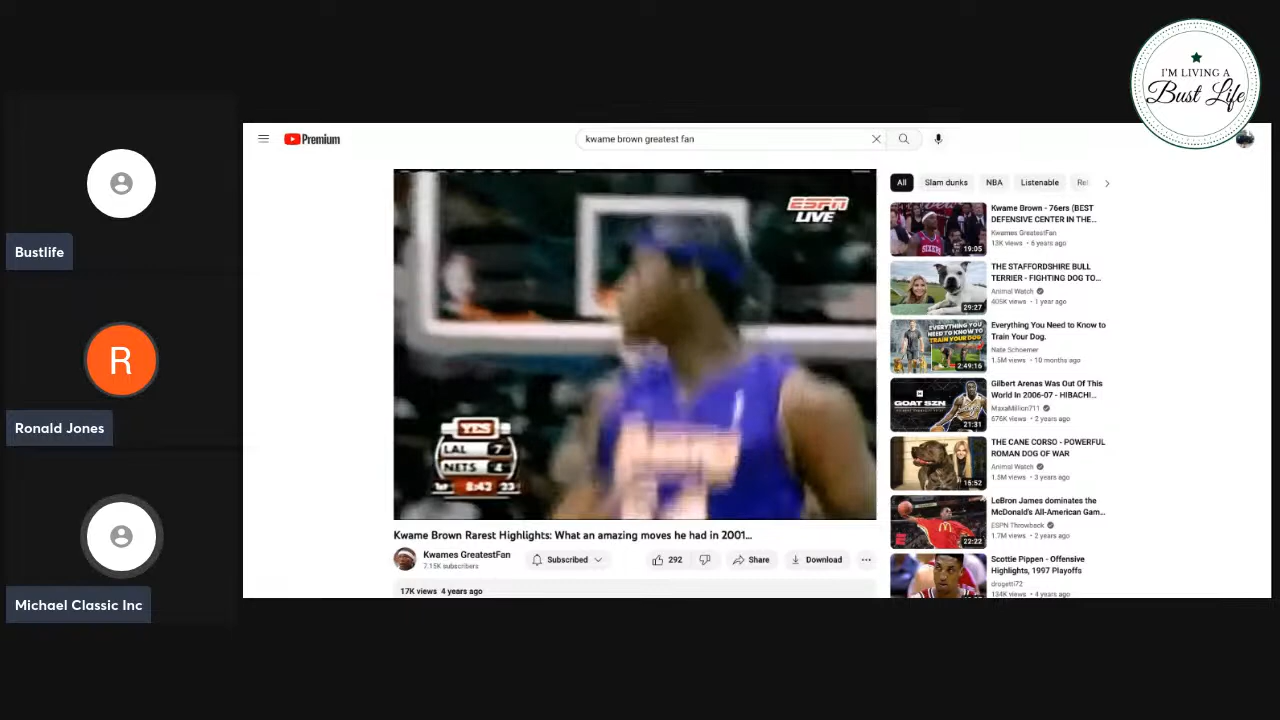 I'M LIVING A
Bust Life
Premium
kwame brown greatest fan
Bustlife
R
Ronald Jones
Michael Classic Inc
ESPN
LIVE
YES
LAL 7
NETS 4
1st 8:43 23
Kwame Brown Rarest Highlights: What an amazing moves he had in 2001...
Kwames GreatestFan
7.15K subscribers
Subscribed
292
Share
Download
17K views 4 years ago
All
Slam dunks
NBA
Listenable
Rel
SIXERS
19:05
Kwame Brown - 76ers (BEST
DEFENSIVE CENTER IN THE...
Kwames GreatestFan
13K views • 6 years ago
29:27
THE STAFFORDSHIRE BULL
TERRIER - FIGHTING DOG TO...
Animal Watch
405K views • 1 year ago
EVERYTHING YOU
NEED TO KNOW TO
TRAIN YOUR DOG
2:49:16
Everything You Need to Know to
Train Your Dog.
Nate Schoemer
1.5M views • 10 months ago
GOAT SZN
21:31
Gilbert Arenas Was Out Of This
World In 2006-07 - HIBACHI...
MaxaMillion711
676K views • 2 years ago
15:52
THE CANE CORSO - POWERFUL
ROMAN DOG OF WAR
Animal Watch
1.5M views • 3 years ago
22:22
LeBron James dominates the
McDonald's All-American Gam...
ESPN Throwback
1.7M views • 2 years ago
Scottie Pippen - Offensive
Highlights, 1997 Playoffs
drogeti72
134K views • 4 years ago